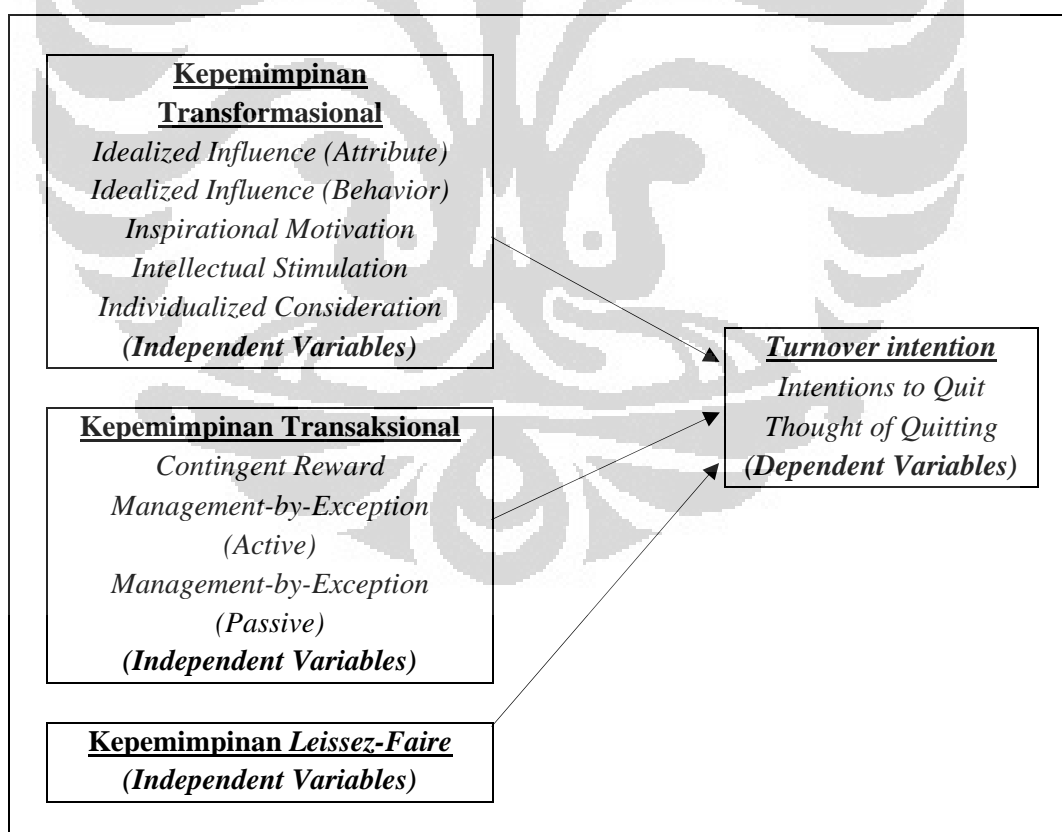 Kepemimpinan
Transformasional
Idealized Influence (Attribute)
Idealized Influence (Behavior)
Inspirational Motivation
Intellectual Stimulation
Individualized Consideration
(Independent Variables)
Kepemimpinan Transaksional
Contingent Reward
Management-by-Exception
(Active)
Management-by-Exception
(Passive)
(Independent Variables)
Kepemimpinan Leissez-Faire
(Independent Variables)
Turnover intention
Intentions to Quit
Thought of Quitting
(Dependent Variables)